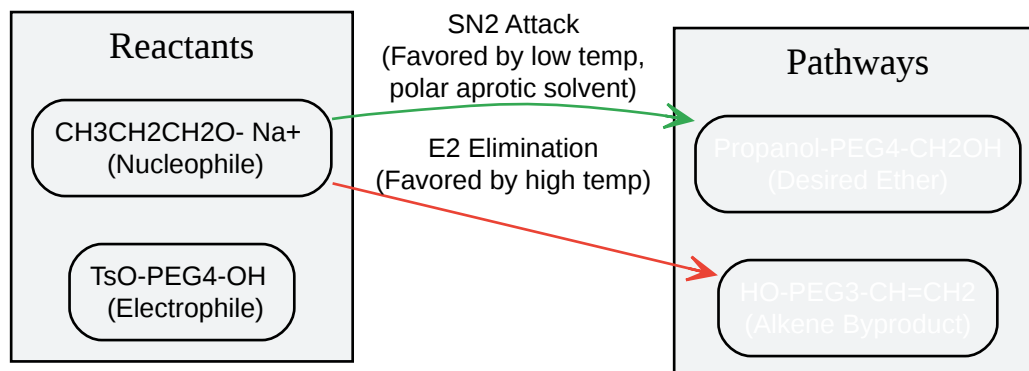 Reactants
CH3CH2CH2O- Na+
(Nucleophile)
TsO-PEG4-OH
(Electrophile)
SN2 Attack
(Favored by low temp,
polar aprotic solvent)
E2 Elimination
(Favored by high temp)
Pathways
Propanol-PEG4-CH2OH
(Desired Ether)
HO-PEG3-CH=CH2
(Alkene Byproduct)